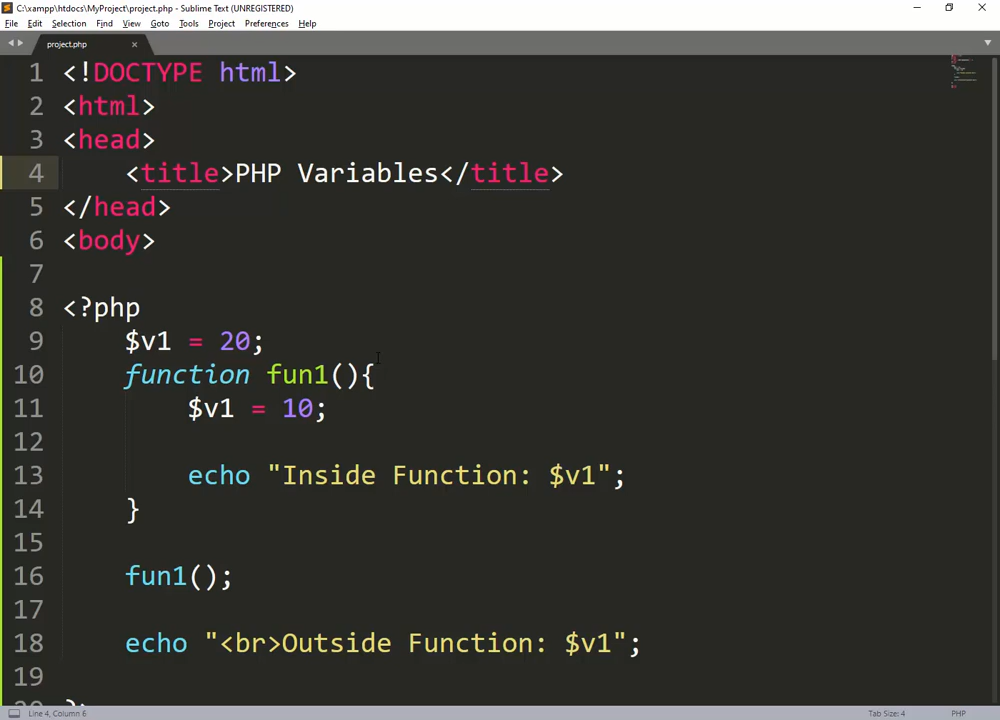 C:\xampp\htdocs\MyProject\project.php - Sublime Text (UNREGISTERED)
File Edit Selection Find View Goto Tools Project Preferences Help
project.php
1 <!DOCTYPE html>
2 <html>
3 <head>
4 <title>PHP Variables</title>
5 </head>
6 <body>
7
8 <?php
9 $v1 = 20;
10 function fun1(){
11 $v1 = 10;
12
13 echo "Inside Function: $v1";
14 }
15
16 fun1();
17
18 echo "<br>Outside Function: $v1";
19
Line 4, Column 6 Tab Size: 4 PHP